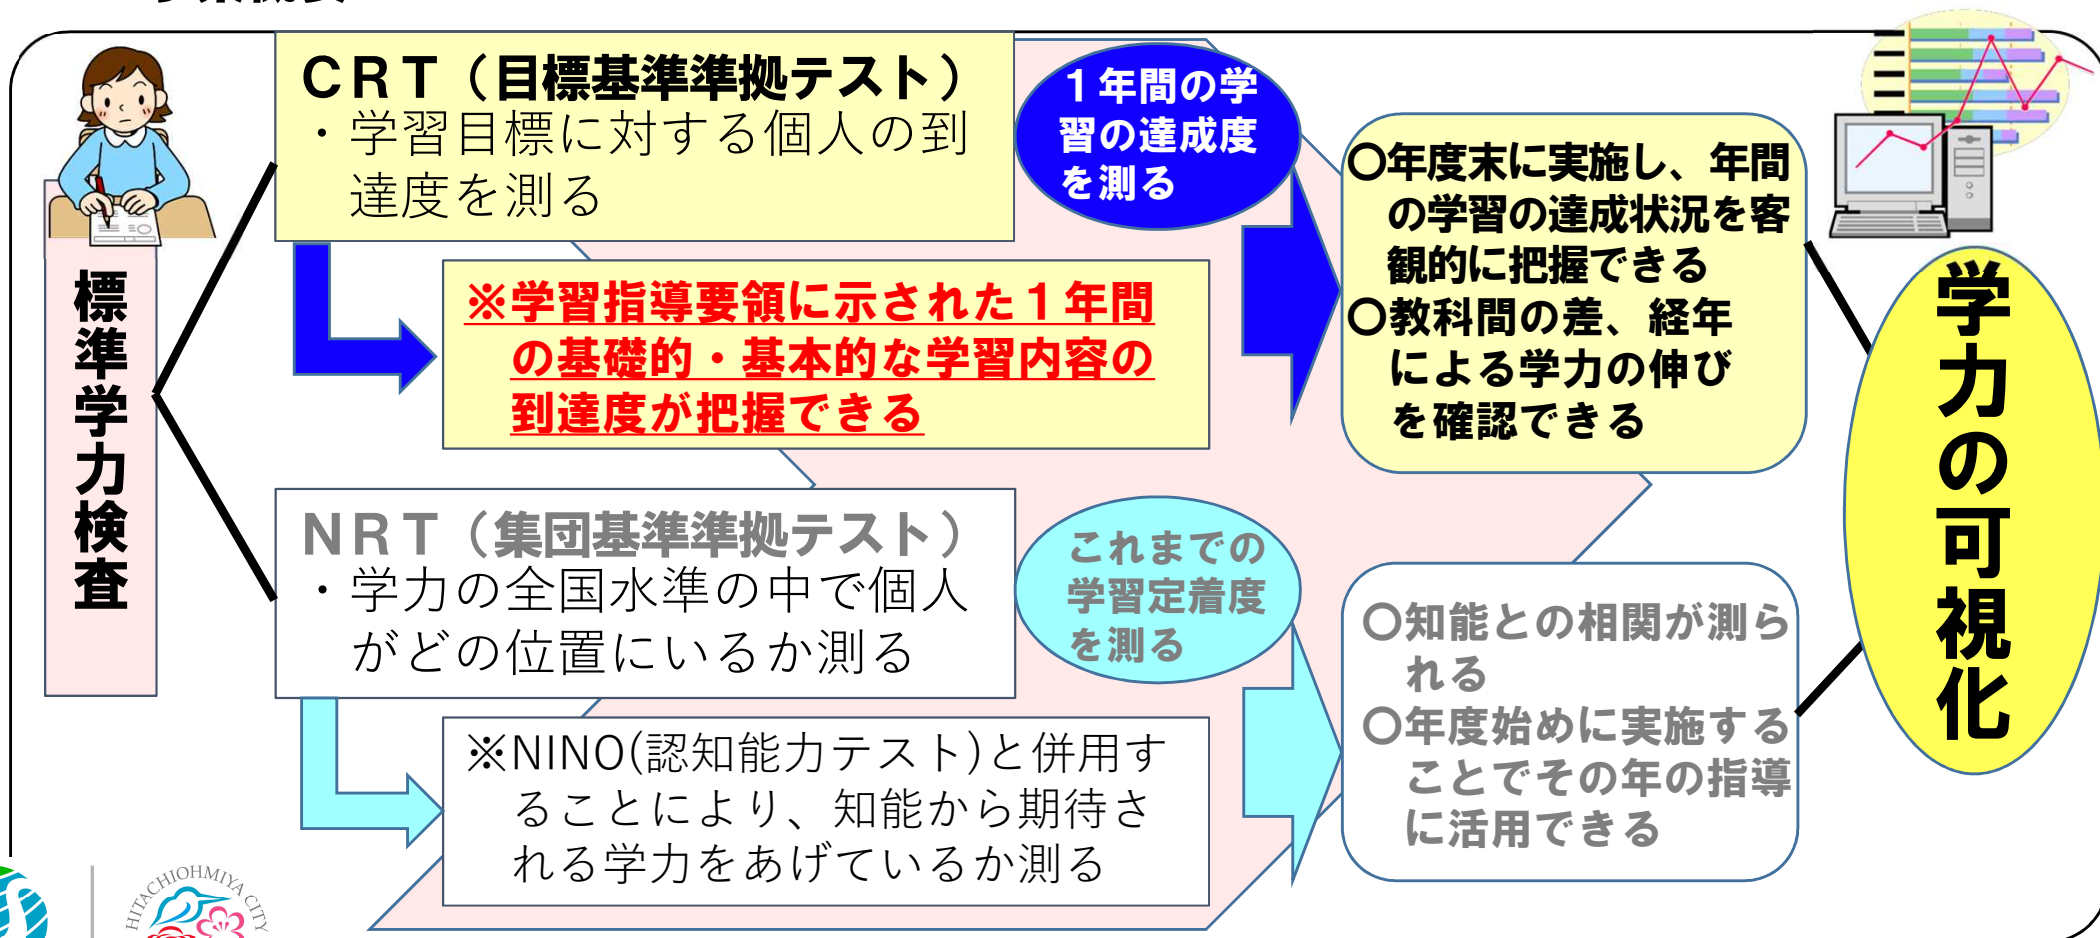 標準学力検査
ＣＲＴ（目標基準準拠テスト）
・学習目標に対する個人の到
達度を測る
１年間の学
習の達成度
を測る
※学習指導要領に示された１年間
の基礎的・基本的な学習内容の
到達度が把握できる
〇年度末に実施し、年間
の学習の達成状況を客
観的に把握できる
〇教科間の差、経年
による学力の伸び
を確認できる
ＮＲＴ（集団基準準拠テスト）
・学力の全国水準の中で個人
がどの位置にいるか測る
これまでの
学習定着度
を測る
※NINO(認知能力テスト)と併用す
ることにより、知能から期待さ
れる学力をあげているか測る
〇知能との相関が測ら
れる
〇年度始めに実施する
ことでその年の指導
に活用できる
学力の可視化
HITACHIOHMIYA CITY